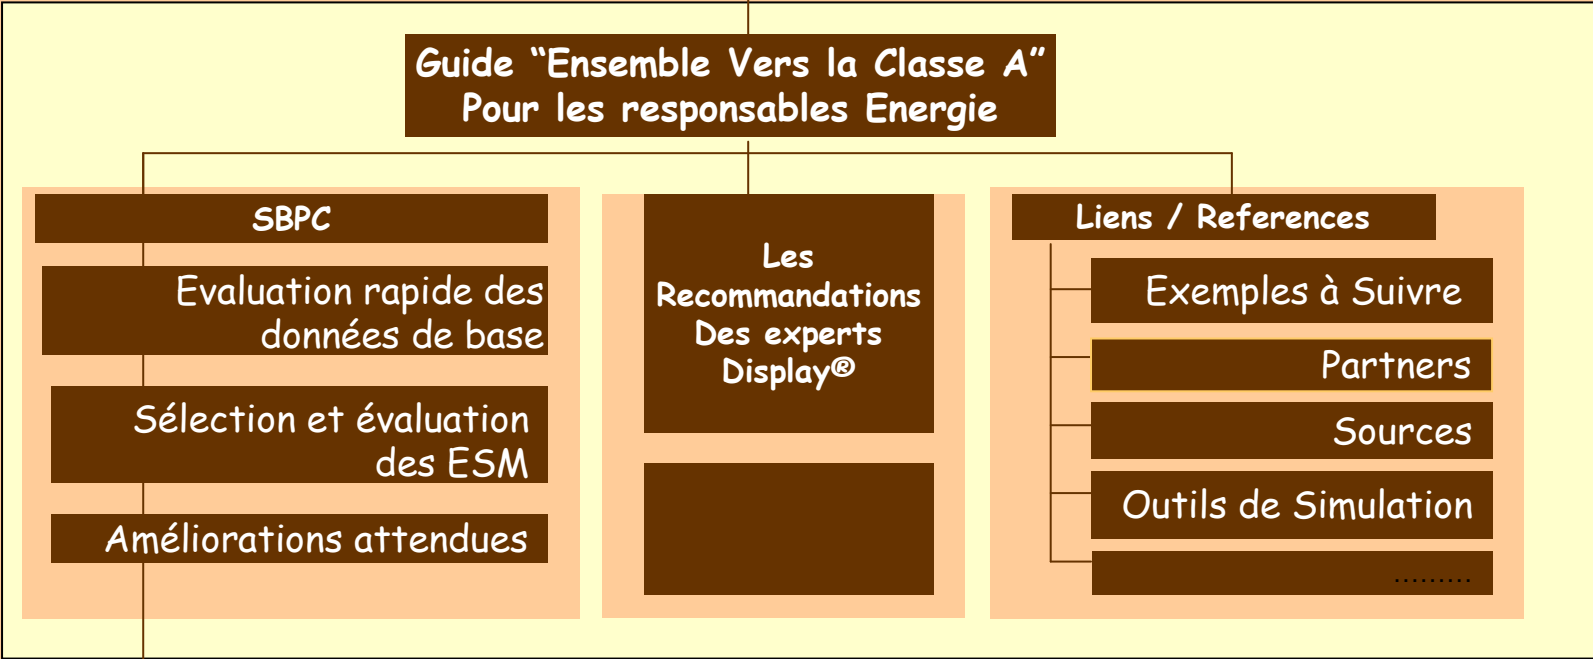 Guide “Ensemble Vers la Classe A”
Pour les responsables Energie
SBPC
Evaluation rapide des
données de base
Sélection et évaluation
des ESM
Améliorations attendues
Les
Recommandations
Des experts
Display®
Liens / References
Exemples à Suivre
Partners
Sources
Outils de Simulation
.........